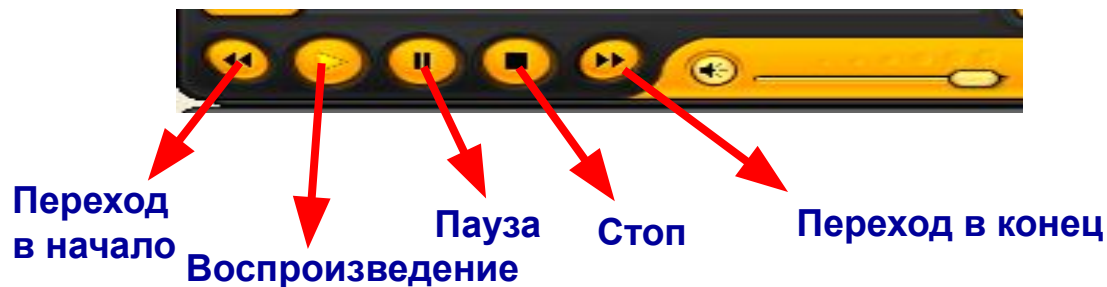 Переход
в начало
Воспроизведение
Пауза
Стоп
Переход в конец